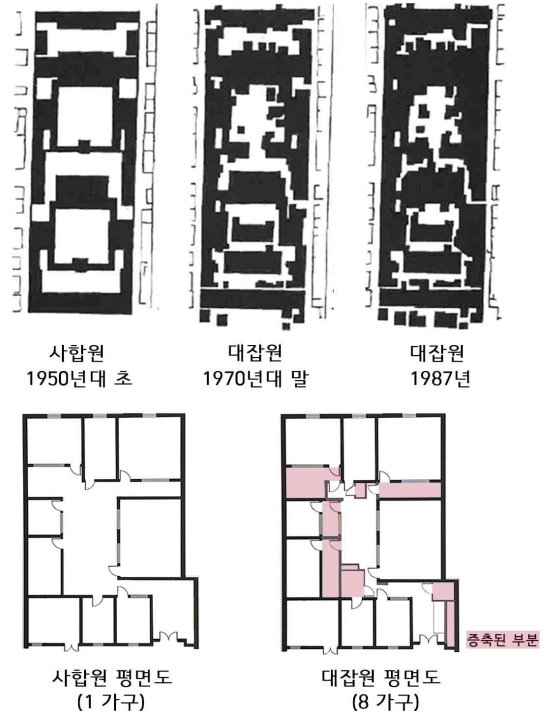 사합원
1950년대 초
대잡원
1970년대 말
대잡원
1987년
증축된 부분
사합원 평면도
(1 가구)
대잡원 평면도
(8 가구)